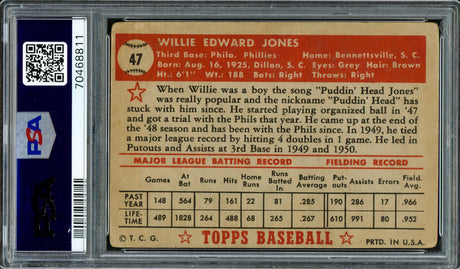 PSA
70468811
PSA
47
WILLIE EDWARD JONES
Third Base: Phila. Phillies Home: Bennettsville, S. C.
Born: Aug. 16, 1925, Dillon, S. C. Eyes: Grey Hair: Brown
Ht.: 6'1" Wt.: 188 Bats: Right Throws: Right
When Willie was a boy the song "Puddin' Head Jones"
was really popular and the nickname "Puddin' Head" has
stuck with him since. He started playing organized ball in '47
and got a trial with the Phils that year. He came up at the end
of the '48 season and has been with the Phils since. In 1949, he tied
a major league record by hitting 4 doubles in 1 game. He led in
Putouts and Assists at 3rd Base in 1949 and 1950.
MAJOR LEAGUE BATTING RECORD FIELDING RECORD
Games At Bat Runs Hits Home Runs Runs Batted In Batting Avg. Put-outs Assists Errors Field. Avg.
PAST YEAR 148 564 79 161 22 81 .285 190 286 17 .966
LIFE-TIME 489 1828 264 488 68 265 .267 610 990 80 .952
© T. C. G. TOPPS BASEBALL PRTD. IN U.S.A.